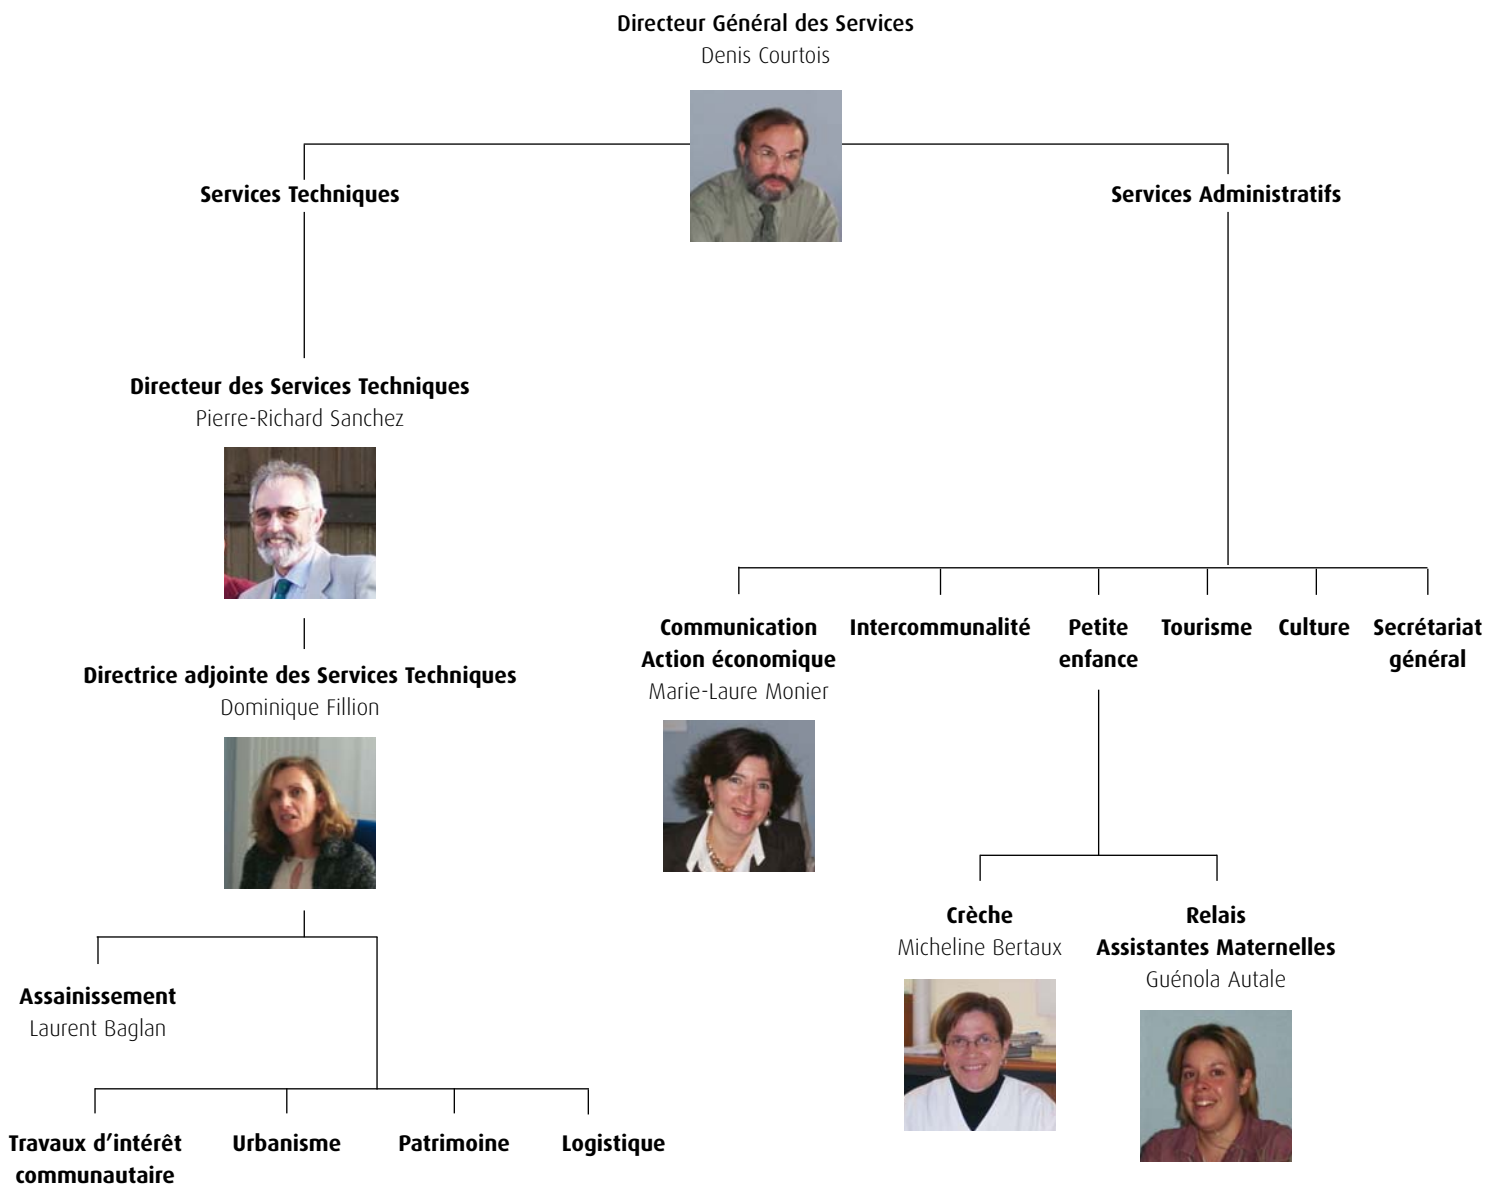 Directeur Général des Services
Denis Courtois
Services Techniques
Services Administratifs
Directeur des Services Techniques
Pierre-Richard Sanchez
Directrice adjointe des Services Techniques
Dominique Fillion
Assainissement
Laurent Baglan
Travaux d'intérêt
communautaire
Urbanisme
Patrimoine
Logistique
Communication
Action économique
Marie-Laure Monier
Intercommunalité
Petite
enfance
Tourisme
Culture
Secrétariat
général
Crèche
Micheline Bertaux
Relais
Assistantes Maternelles
Guénola Autale